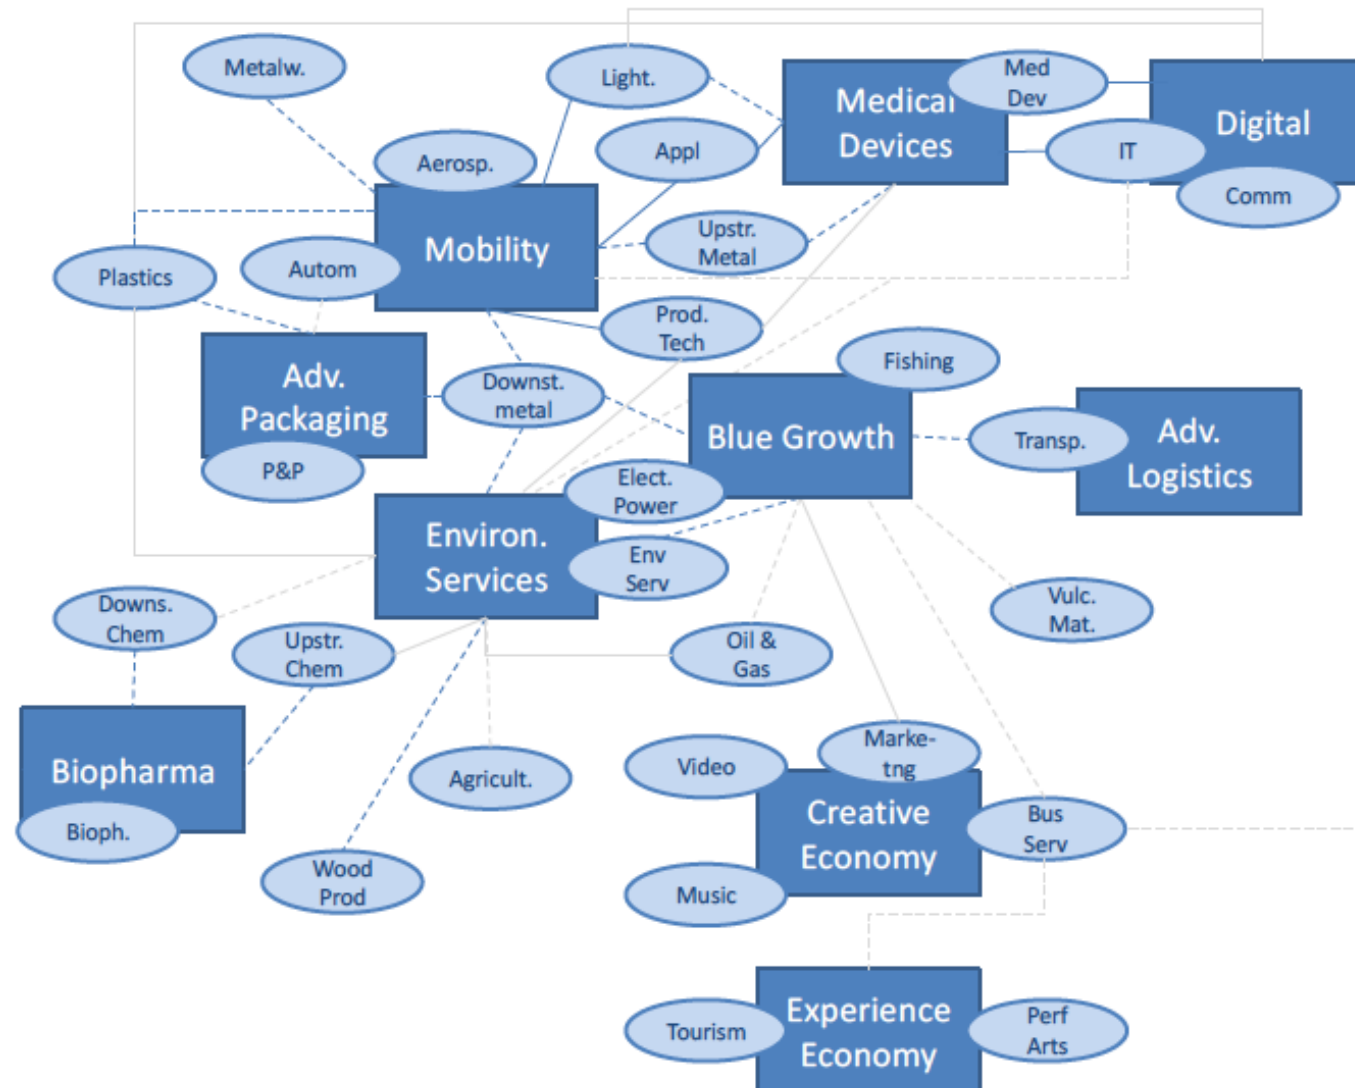 Metalw.
Light.
Medical
Devices
Med
Dev
Digital
Aerosp.
Appl
IT
Comm
Mobility
Upstr.
Metal
Plastics
Autom
Prod.
Tech
Fishing
Adv.
Packaging
Downst.
metal
Blue Growth
Transp.
Adv.
Logistics
P&P
Elect.
Power
Environ.
Services
Env
Serv
Downs.
Chem
Upstr.
Chem
Oil &
Gas
Vulc.
Mat.
Biopharma
Agricult.
Video
Marke-
tng
Bioph.
Creative
Economy
Bus
Serv
Wood
Prod
Music
Experience
Economy
Tourism
Perf
Arts